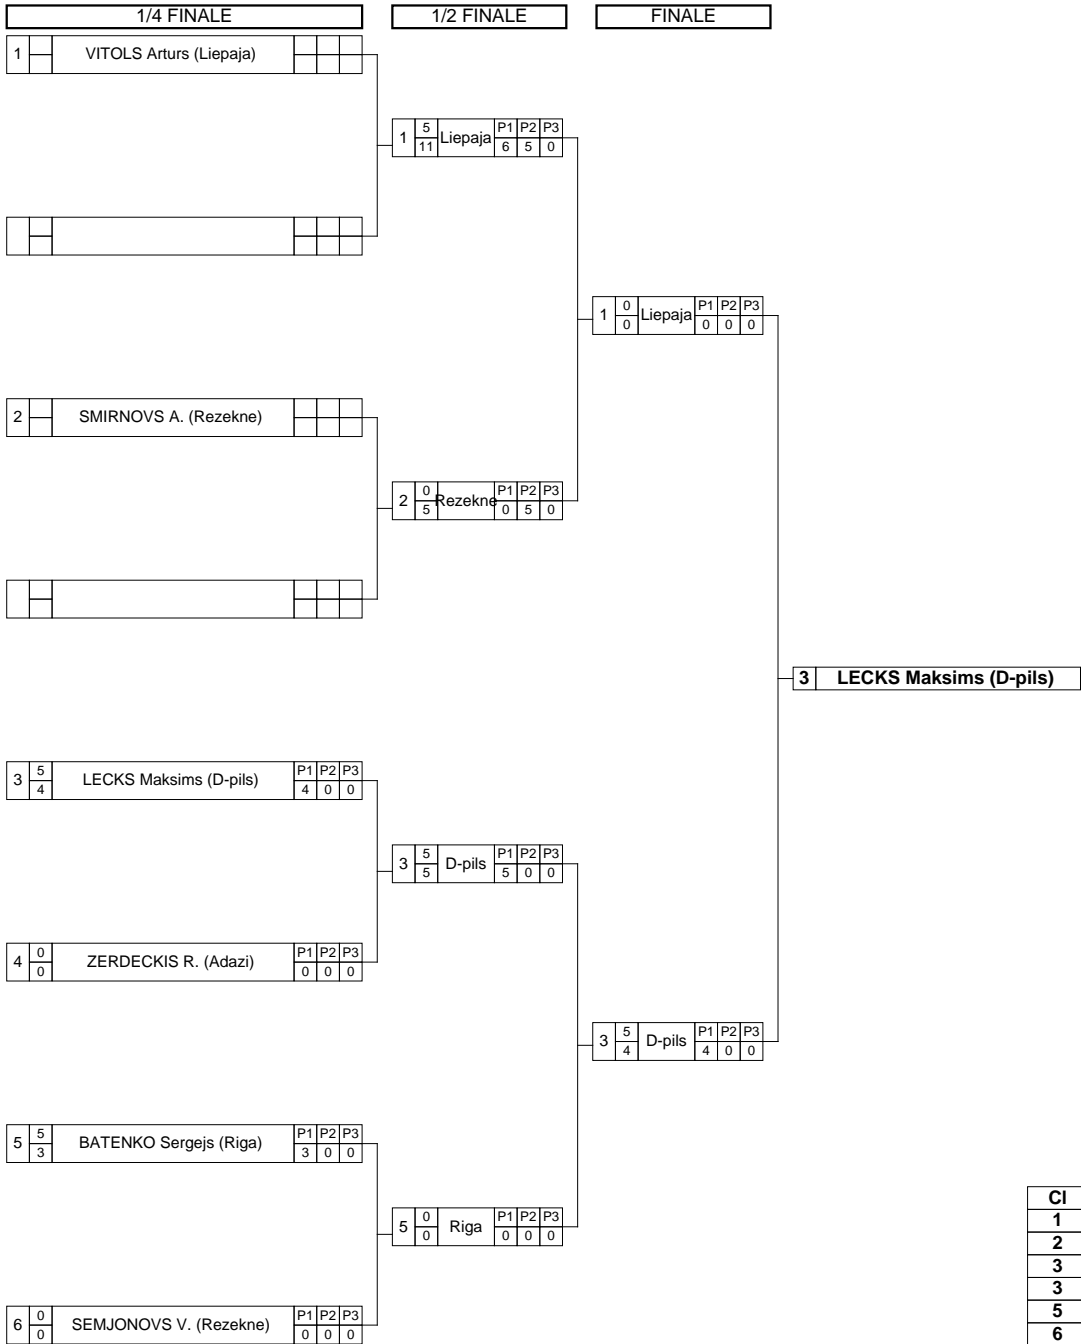 1/4 FINALE 1/2 FINALE FINALE
1 VITOLS Arturs (Liepaja)
1 5 Liepaja P1 P2 P3
11 6 5 0
1 0 Liepaja P1 P2 P3
0 0 0 0
2 SMIRNOVS A. (Rezekne)
2 0 Rezekne P1 P2 P3
5 0 5 0
3 LECKS Maksims (D-pils)
3 5 LECKS Maksims (D-pils) P1 P2 P3
4 4 0 0
3 5 D-pils P1 P2 P3
5 5 0 0
4 0 ZERDECKIS R. (Adazi) P1 P2 P3
0 0 0 0
3 5 D-pils P1 P2 P3
4 4 0 0
5 5 BATENKO Sergejs (Riga) P1 P2 P3
3 3 0 0
5 0 Riga P1 P2 P3
0 0 0 0
6 0 SEMJONOVS V. (Rezekne) P1 P2 P3
0 0 0 0
Cl
1
2
3
3
5
6